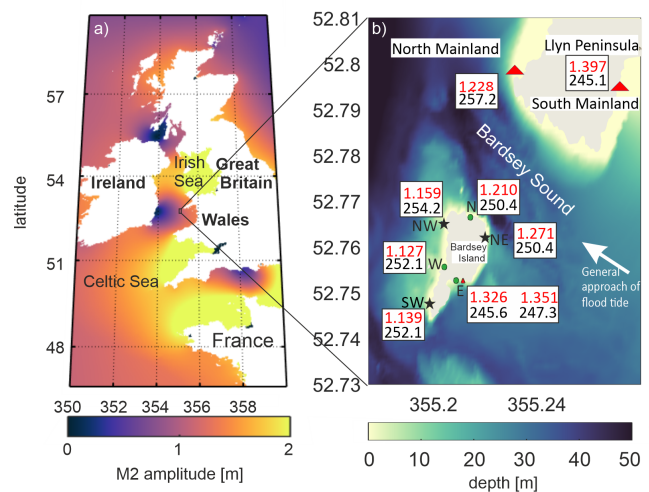 a)
57
54
51
48
latitude
Irish
Sea
Great
Britain
Ireland
Wales
Celtic Sea
France
350
352
354
356
358
0
1
2
M2 amplitude [m]
b)
52.81
52.8
52.79
52.78
52.77
52.76
52.75
52.74
52.73
North Mainland
Llyn Peninsula
1.397
245.1
1.228
257.2
South Mainland
Bardsey Sound
1.159
254.2
N
1.210
250.4
NW
Bardsey
Island
NE
1.271
250.4
1.127
252.1
W
E
General
approach of
flood tide
SW
1.326 1.351
245.6 247.3
1.139
252.1
355.2
355.24
0
10
20
30
40
50
depth [m]